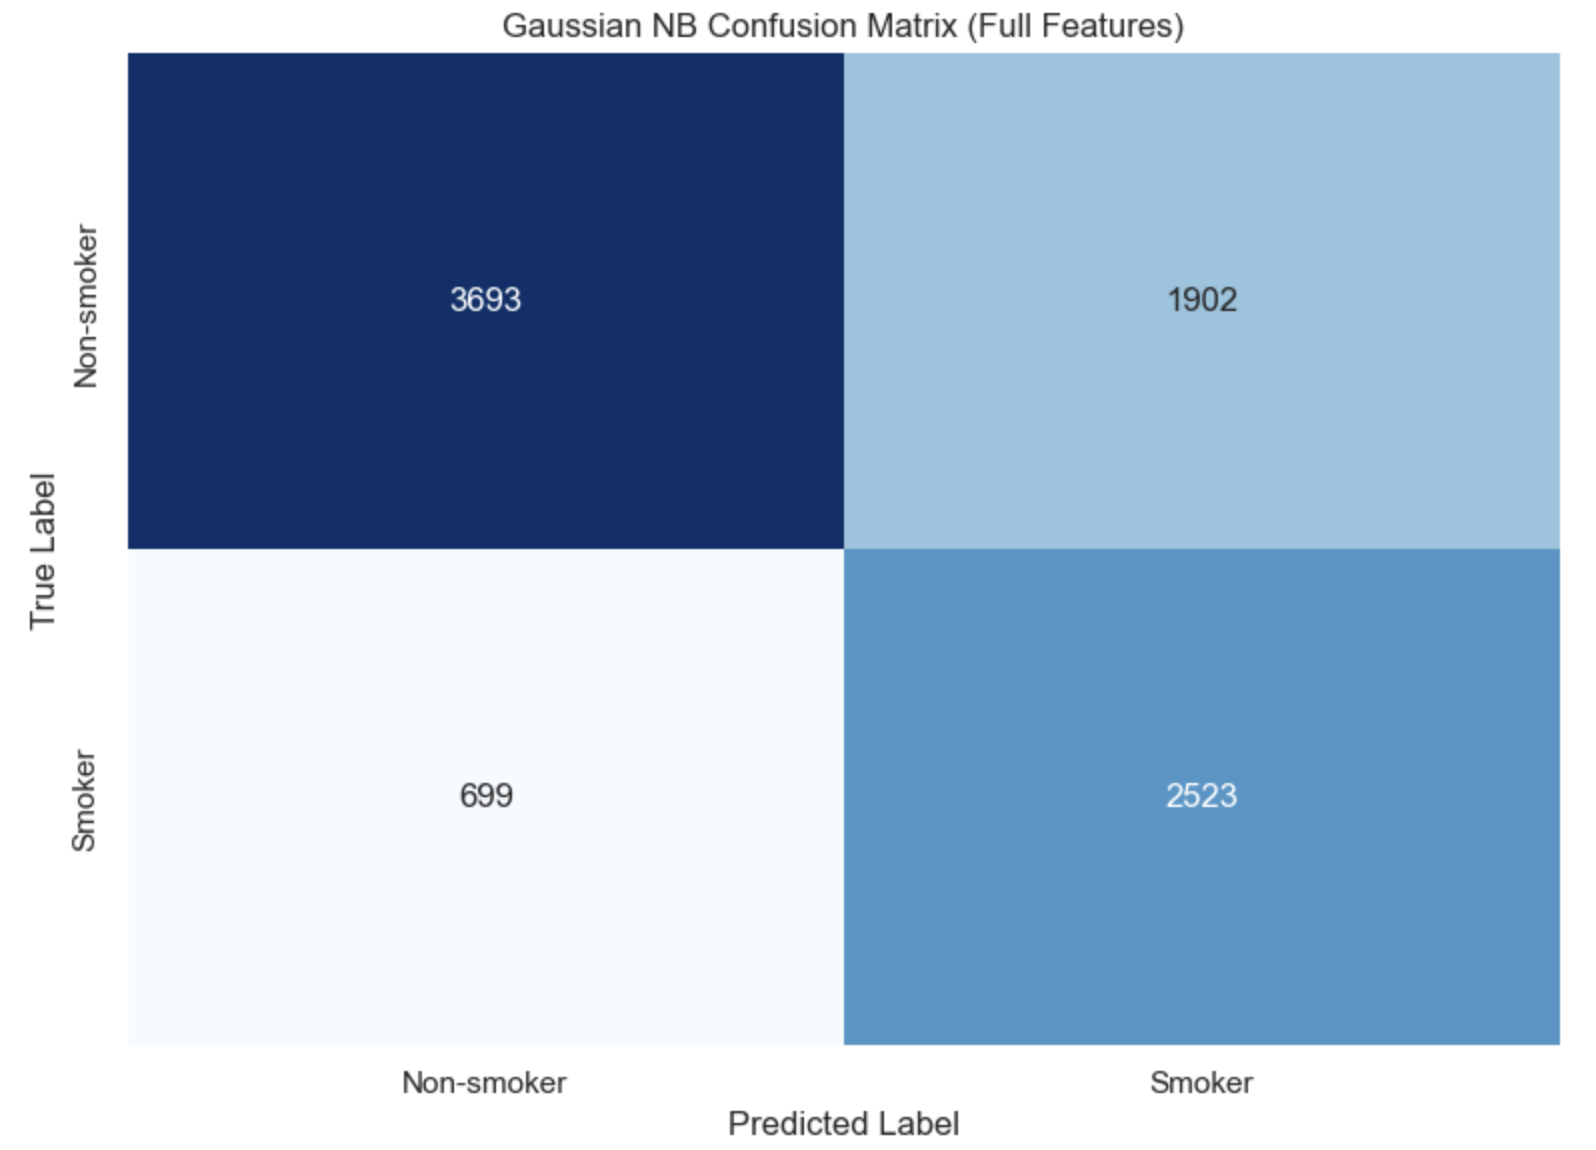 Gaussian NB Confusion Matrix (Full Features)
Non-smoker
3693
1902
True Label
Smoker
699
2523
Non-smoker
Smoker
Predicted Label